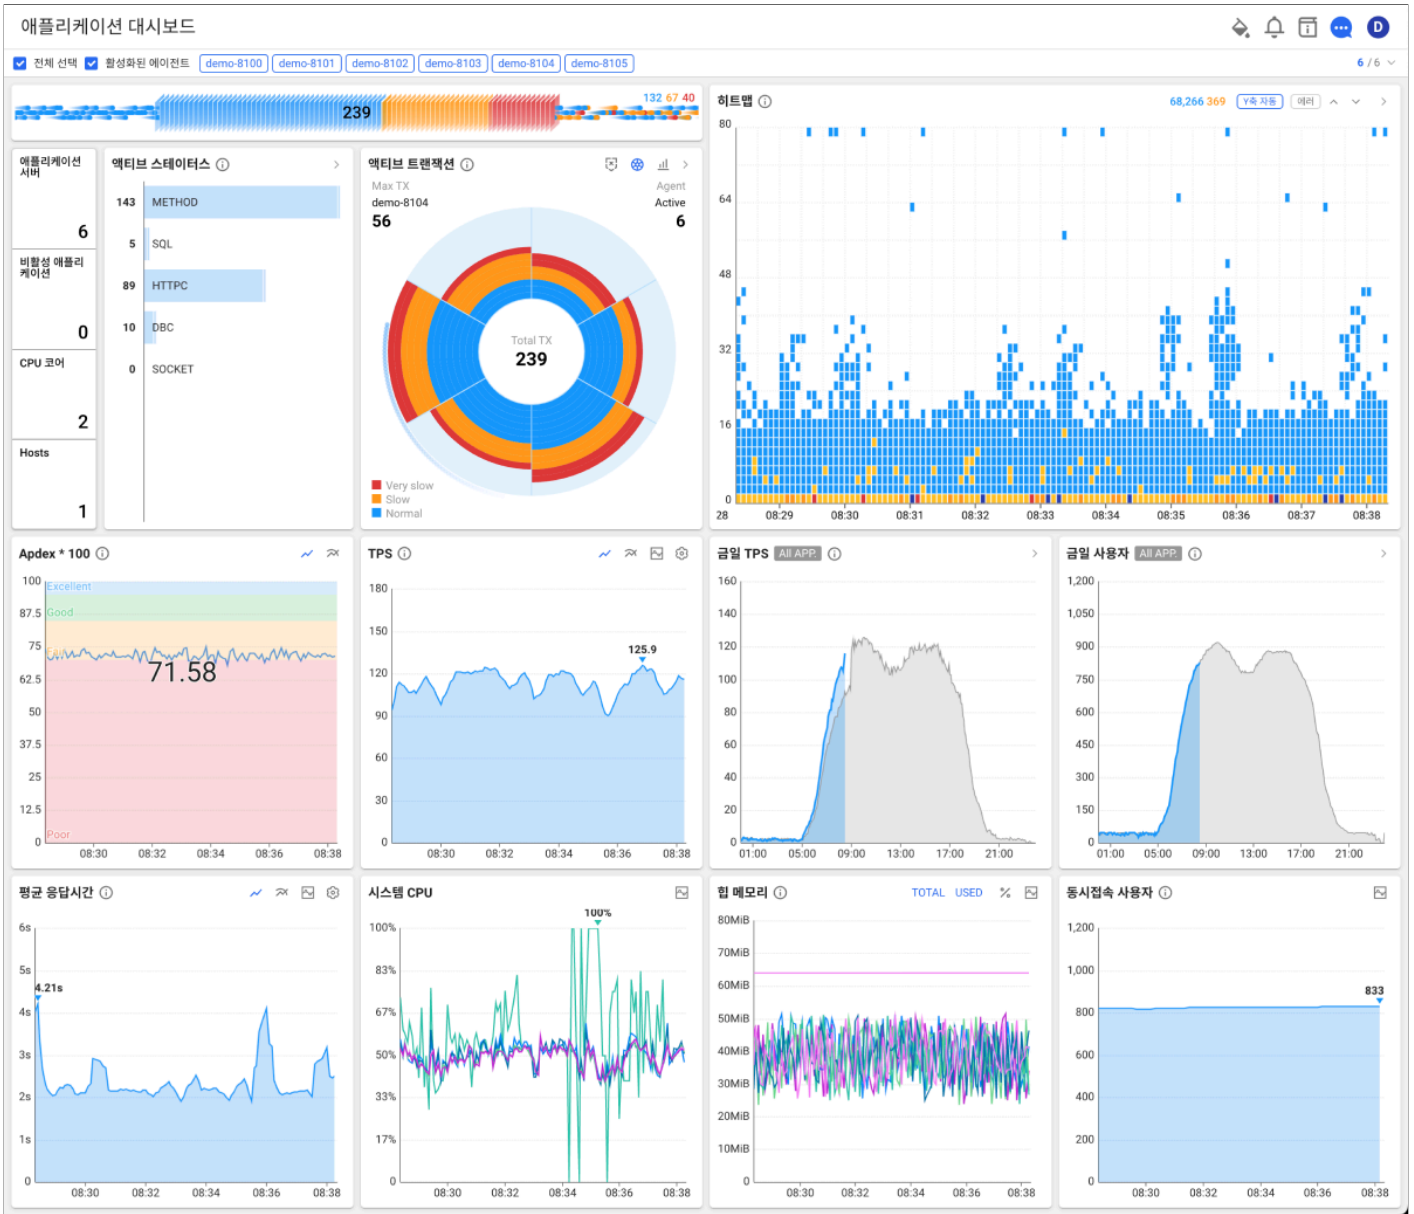 애플리케이션 대시보드
D
전체 선택 활성화된 에이전트 demo-8100 demo-8101 demo-8102 demo-8103 demo-8104 demo-8105 6 / 6
239 132 67 40
애플리케이션 서버
6
비활성 애플리케이션
0
CPU 코어
2
Hosts
1
액티브 스테이터스
143 METHOD
5 SQL
89 HTTPC
10 DBC
0 SOCKET
액티브 트랜잭션
Max TX
demo-8104
56
Agent
Active
6
Total TX
239
Very slow
Slow
Normal
히트맵 68,266 369 Y축 자동 에러
80
64
48
32
16
0
28 08:29 08:30 08:31 08:32 08:33 08:34 08:35 08:36 08:37 08:38
Apdex * 100
100
87.5
75
62.5
50
37.5
25
12.5
0
Excellent
Good
Fair
71.58
Poor
08:30 08:32 08:34 08:36 08:38
TPS
180
150
120
90
60
30
0
125.9
08:30 08:32 08:34 08:36 08:38
금일 TPS All APP.
160
140
120
100
80
60
40
20
0
01:00 05:00 09:00 13:00 17:00 21:00
금일 사용자 All APP.
1,200
1,050
900
750
600
450
300
150
0
01:00 05:00 09:00 13:00 17:00 21:00
평균 응답시간
6s
5s
4.21s
4s
3s
2s
1s
0
08:30 08:32 08:34 08:36 08:38
시스템 CPU
100%
100%
83%
67%
50%
33%
17%
0
08:30 08:32 08:34 08:36 08:38
힙 메모리 TOTAL USED %
80MiB
70MiB
60MiB
50MiB
40MiB
30MiB
20MiB
10MiB
0
08:30 08:32 08:34 08:36 08:38
동시접속 사용자
1,200
1,000
833
800
600
400
200
0
08:30 08:32 08:34 08:36 08:38